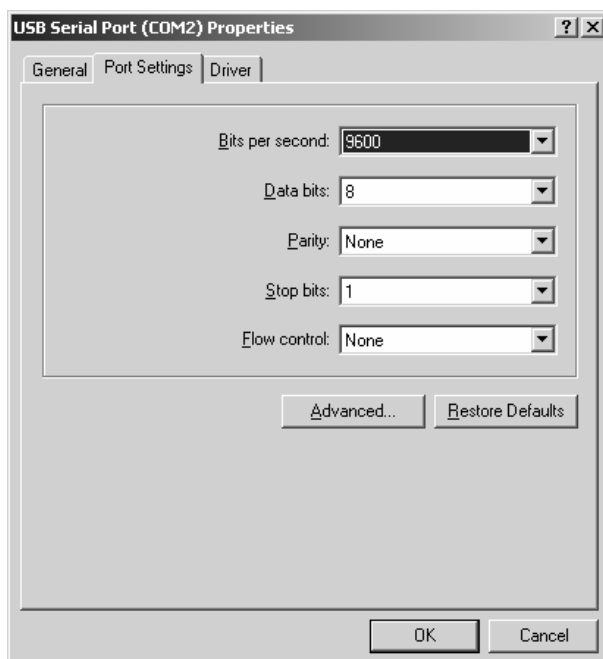 USB Serial Port (COM2) Properties
General Port Settings Driver
Bits per second: 9600
Data bits: 8
Parity: None
Stop bits: 1
Flow control: None
Advanced... Restore Defaults
OK Cancel